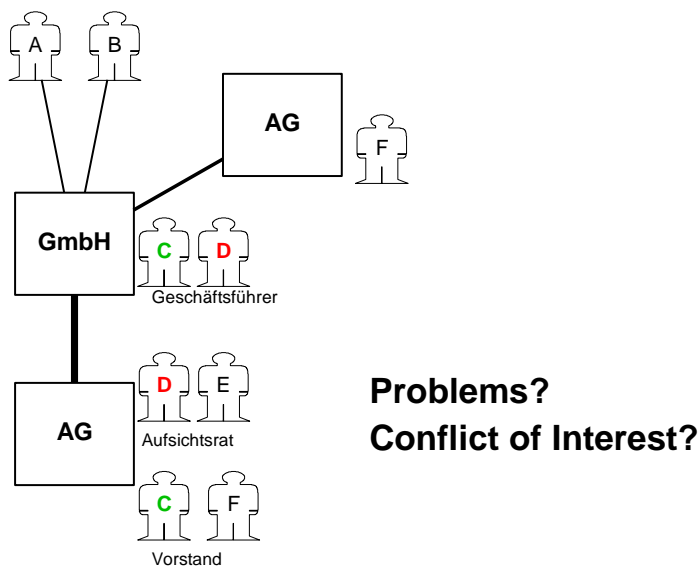 A B
AG
F
GmbH
C D
Geschäftsführer
D E
AG
Aufsichtsrat
C F
Vorstand
Problems?
Conflict of Interest?